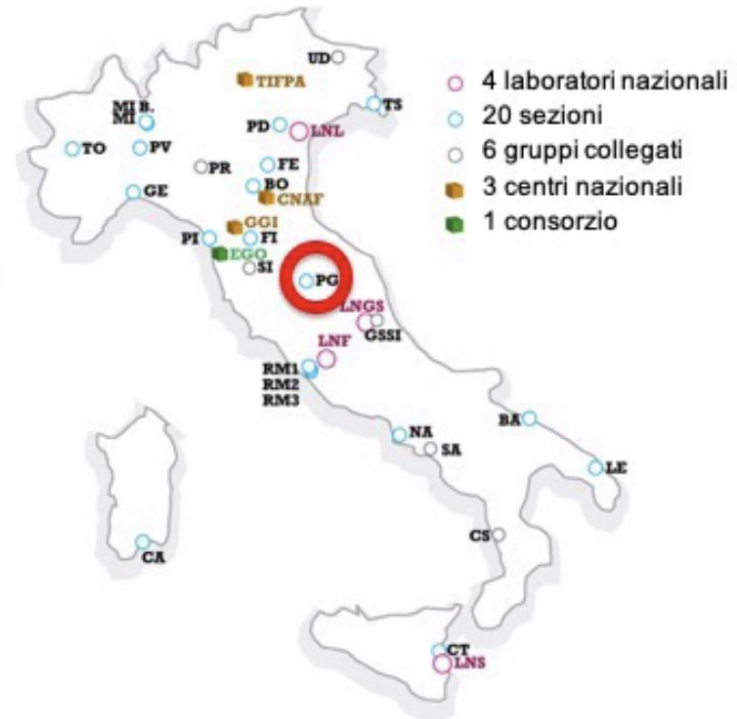 UD
TIFPA
4 laboratori nazionali
20 sezioni
6 gruppi collegati
3 centri nazionali
1 consorzio
MI B.
MI
TS
PD
LNL
TO
PV
PR
FE
BO
CNAF
GE
GGI
PI
FI
EGO
SI
PG
LNGS
GSSI
LNF
RM1
RM2
RM3
NA
SA
BA
LE
CS
CA
CT
LNS